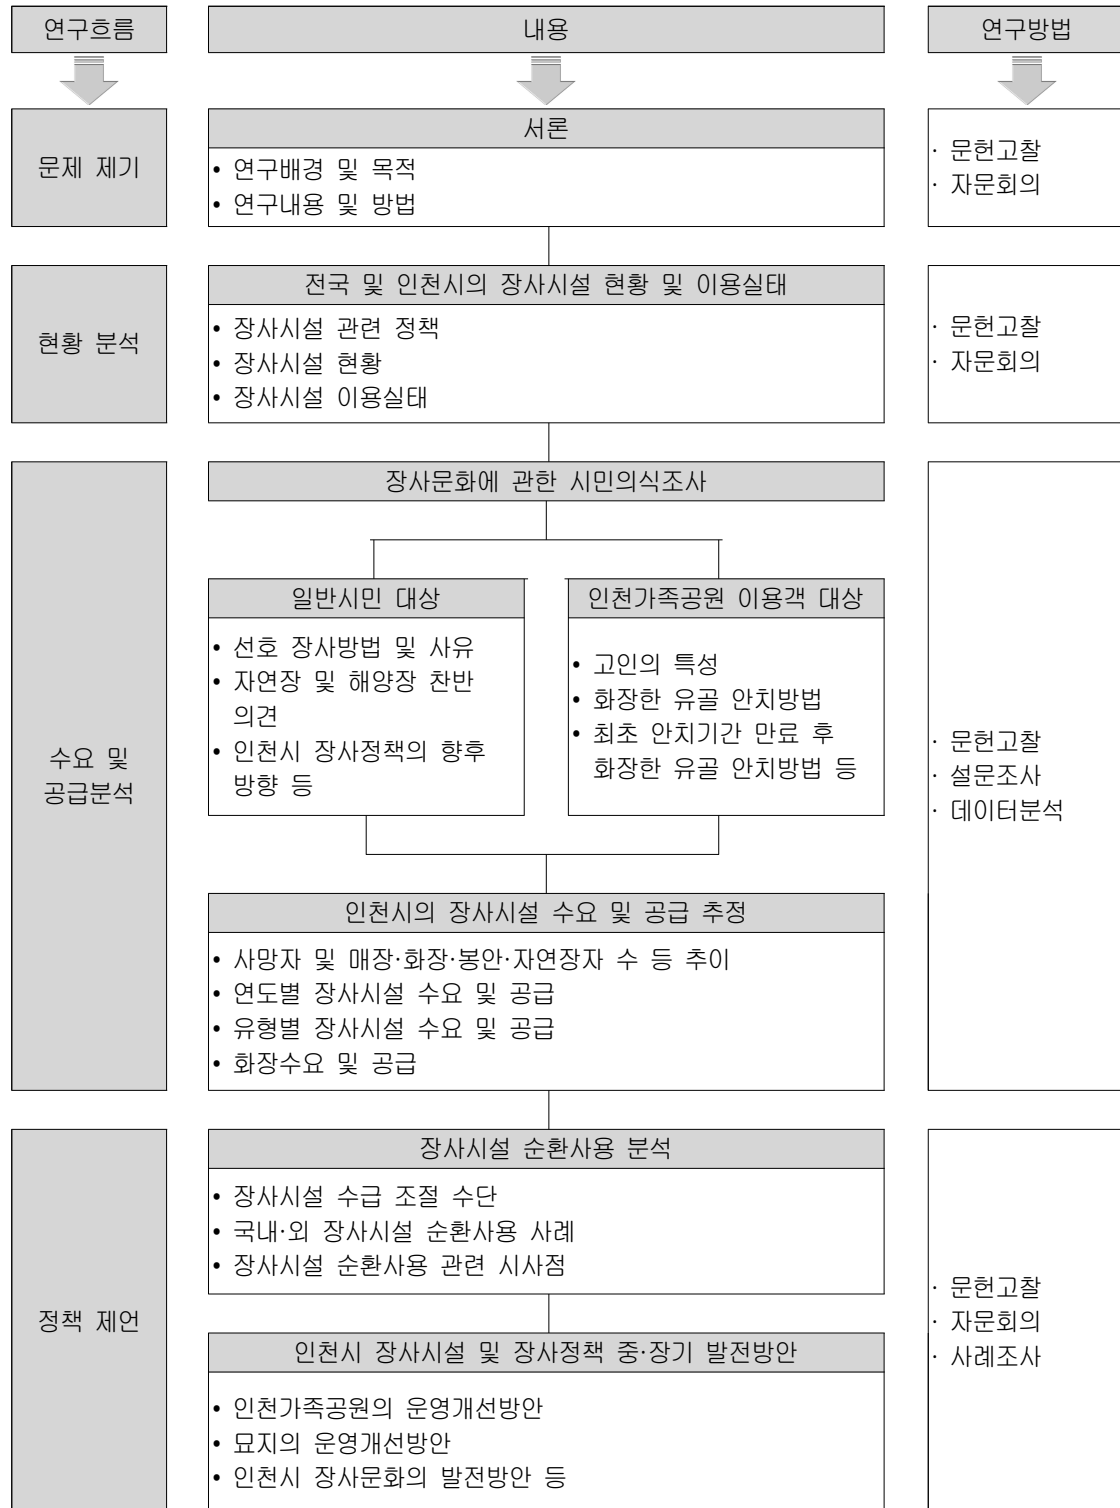 연구흐름
내용
연구방법
문제 제기
서론
• 연구배경 및 목적
• 연구내용 및 방법
· 문헌고찰
· 자문회의
현황 분석
전국 및 인천시의 장사시설 현황 및 이용실태
• 장사시설 관련 정책
• 장사시설 현황
• 장사시설 이용실태
· 문헌고찰
· 자문회의
수요 및
공급분석
장사문화에 관한 시민의식조사
일반시민 대상
• 선호 장사방법 및 사유
• 자연장 및 해양장 찬반
의견
• 인천시 장사정책의 향후
방향 등
인천가족공원 이용객 대상
• 고인의 특성
• 화장한 유골 안치방법
• 최초 안치기간 만료 후
화장한 유골 안치방법 등
인천시의 장사시설 수요 및 공급 추정
• 사망자 및 매장·화장·봉안·자연장자 수 등 추이
• 연도별 장사시설 수요 및 공급
• 유형별 장사시설 수요 및 공급
• 화장수요 및 공급
· 문헌고찰
· 설문조사
· 데이터분석
정책 제언
장사시설 순환사용 분석
• 장사시설 수급 조절 수단
• 국내·외 장사시설 순환사용 사례
• 장사시설 순환사용 관련 시사점
인천시 장사시설 및 장사정책 중·장기 발전방안
• 인천가족공원의 운영개선방안
• 묘지의 운영개선방안
• 인천시 장사문화의 발전방안 등
· 문헌고찰
· 자문회의
· 사례조사